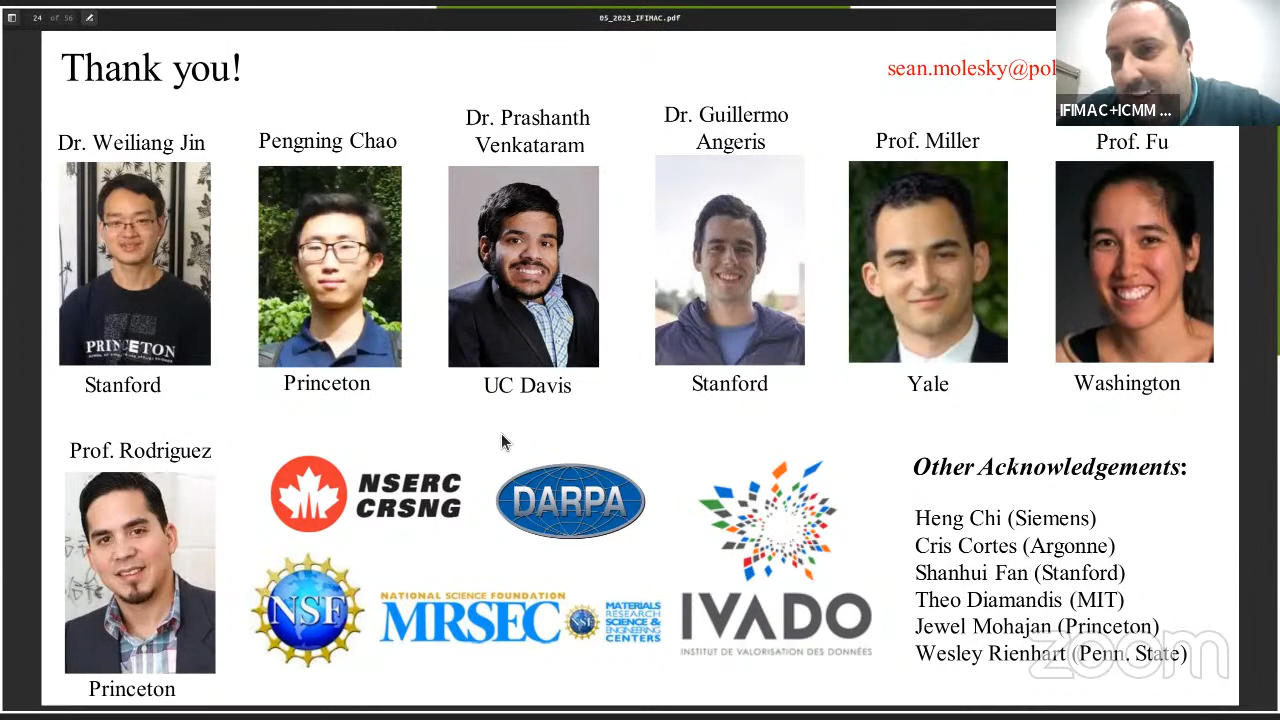 24 of 56
05_2023_IFIMAC.pdf
Thank you!
sean.molesky@pol
IFIMAC+ICMM ...
Dr. Weiliang Jin
Pengning Chao
Dr. Prashanth
Venkataram
Dr. Guillermo
Angeris
Prof. Miller
Prof. Fu
PRINCETON
Stanford
Princeton
UC Davis
Stanford
Yale
Washington
Prof. Rodriguez
Princeton
NSERC
CRSNG
DARPA
NSF
NATIONAL SCIENCE FOUNDATION
MRSEC
NSF
MATERIALS
RESEARCH
SCIENCE &
ENGINEERING
CENTERS
IVADO
INSTITUT DE VALORISATION DES DONNÉES
Other Acknowledgements:
Heng Chi (Siemens)
Cris Cortes (Argonne)
Shanhui Fan (Stanford)
Theo Diamandis (MIT)
Jewel Mohajan (Princeton)
Wesley Rienhart (Penn. State)
zoom